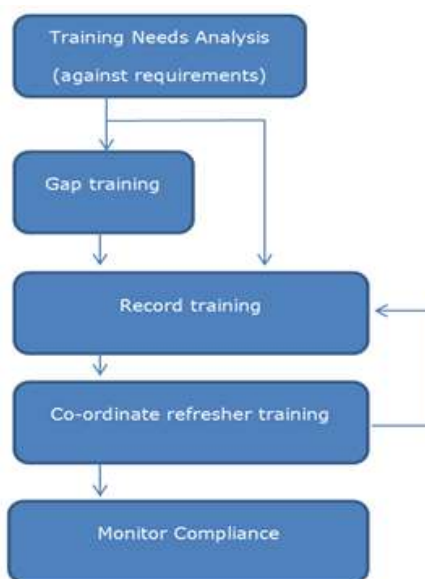 Training Needs Analysis
(against requirements)
Gap training
Record training
Co-ordinate refresher training
Monitor Compliance